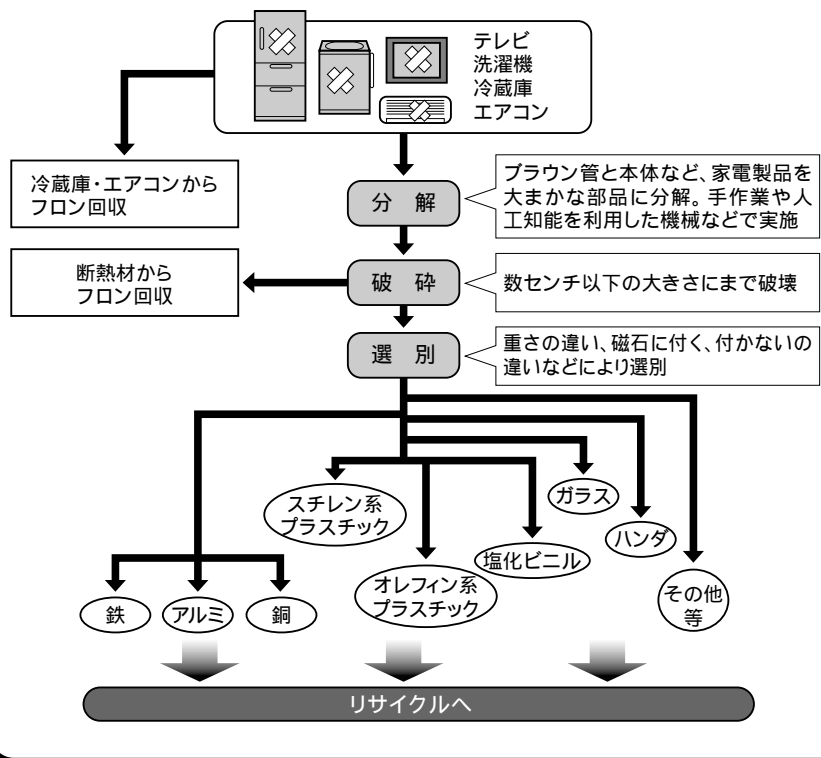 テレビ
洗濯機
冷蔵庫
エアコン
冷蔵庫・エアコンから
フロン回収
分 解
ブラウン管と本体など、家電製品を
大まかな部品に分解。手作業や人
工知能を利用した機械などで実施
断熱材から
フロン回収
破 砕
数センチ以下の大きさにまで破壊
選 別
重さの違い、磁石に付く、付かないの
違いなどにより選別
スチレン系
プラスチック
ガラス
ハンダ
塩化ビニル
オレフィン系
プラスチック
その他
等
鉄
アルミ
銅
リサイクルへ